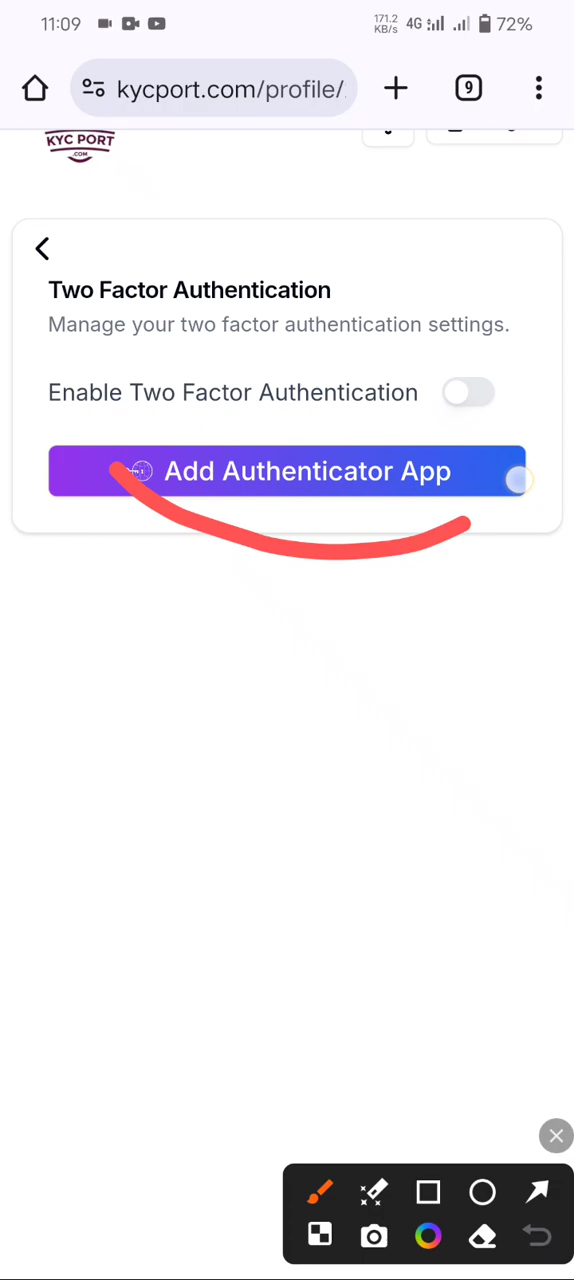 11:09
171.2
KB/s
4G
72%
kycport.com/profile/
9
KYC PORT
.COM
Two Factor Authentication
Manage your two factor authentication settings.
Enable Two Factor Authentication
Add Authenticator App